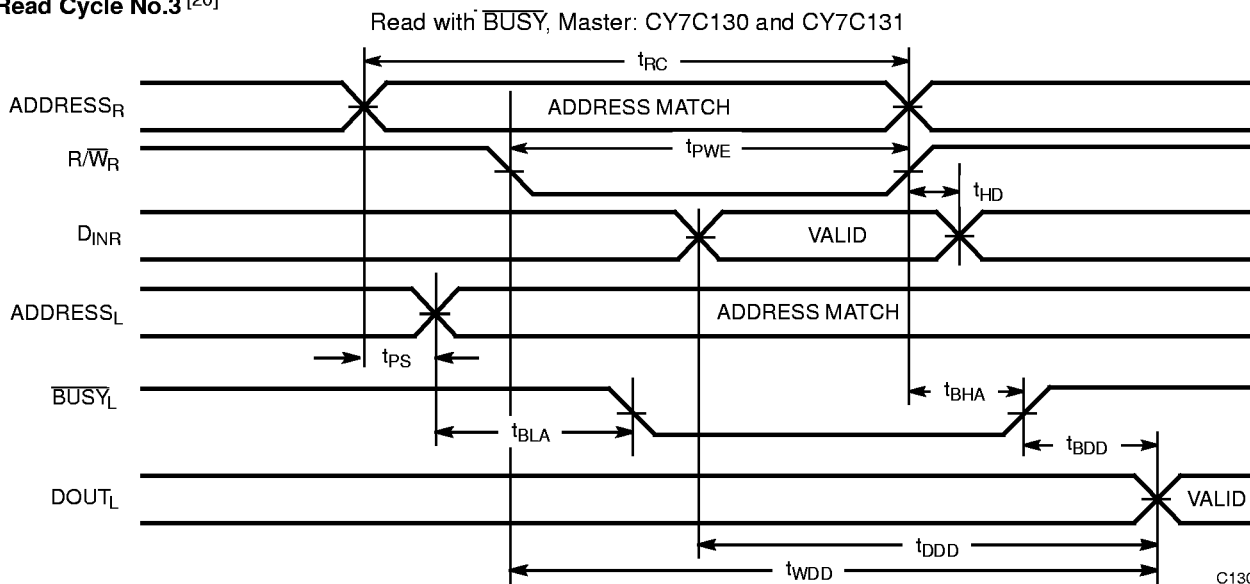 Read Cycle No.3 [20]
Read with BUSY, Master: CY7C130 and CY7C131
tRC
ADDRESSR
ADDRESS MATCH
R/WR
tPWE
tHD
DINR
VALID
ADDRESSL
ADDRESS MATCH
tPS
BUSYL
tBHA
tBLA
tBDD
DOUTL
VALID
tDDD
tWDD
C130